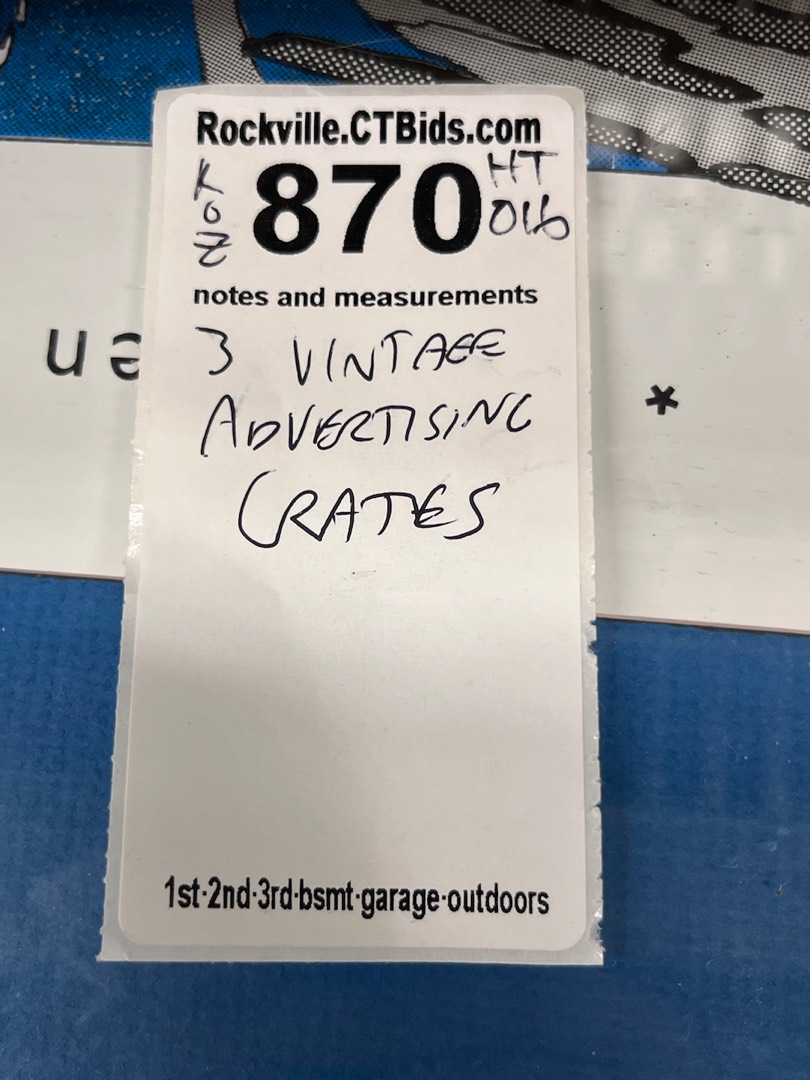 Rockville.CTBids.com
KOZ 870 HT 016
notes and measurements
3 VINTAGE
ADVERTISING
CRATES
1st·2nd·3rd·bsmt·garage·outdoors
*